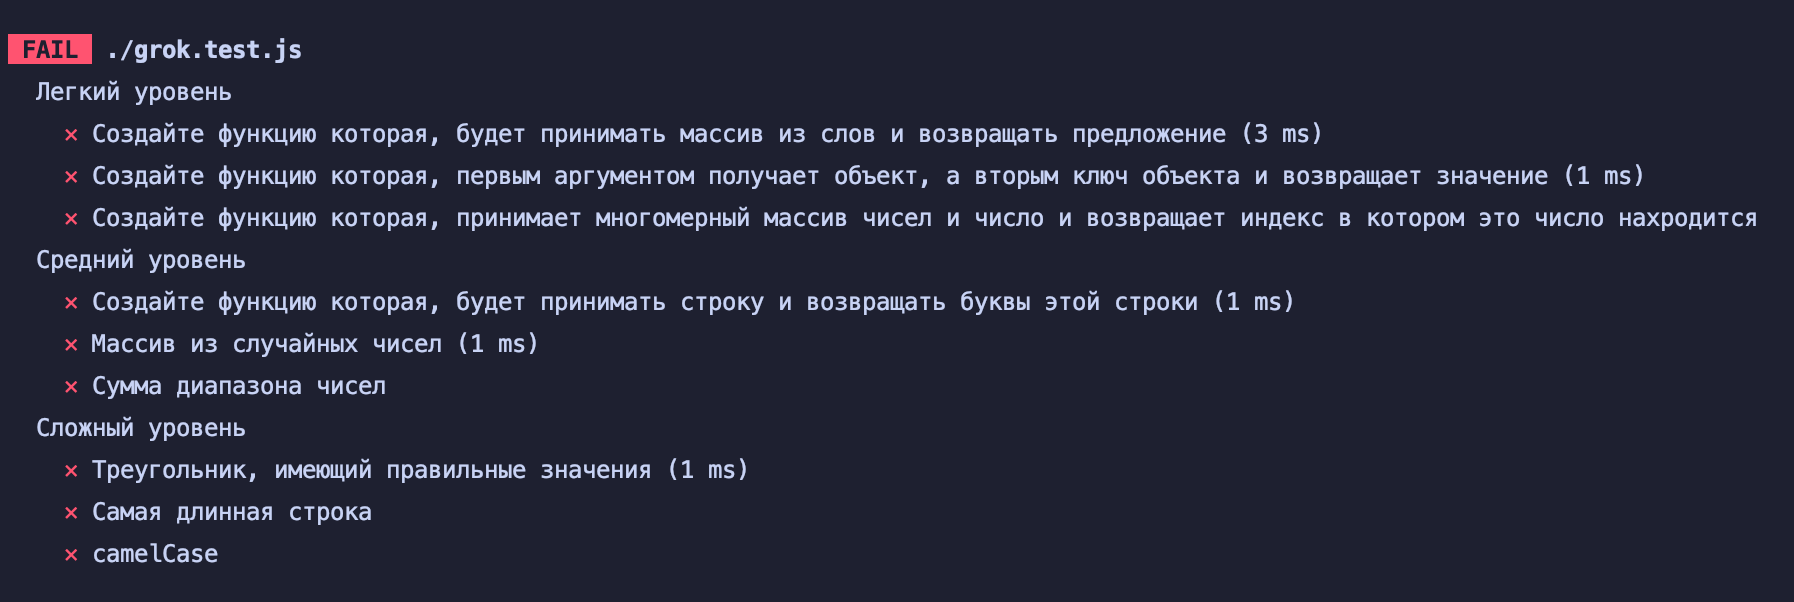 FAIL ./grok.test.js
Легкий уровень
× Создайте функцию которая, будет принимать массив из слов и возвращать предложение (3 ms)
× Создайте функцию которая, первым аргументом получает объект, а вторым ключ объекта и возвращает значение (1 ms)
× Создайте функцию которая, принимает многомерный массив чисел и число и возвращает индекс в котором это число нахродится
Средний уровень
× Создайте функцию которая, будет принимать строку и возвращать буквы этой строки (1 ms)
× Массив из случайных чисел (1 ms)
× Сумма диапазона чисел
Сложный уровень
× Треугольник, имеющий правильные значения (1 ms)
× Самая длинная строка
× camelCase